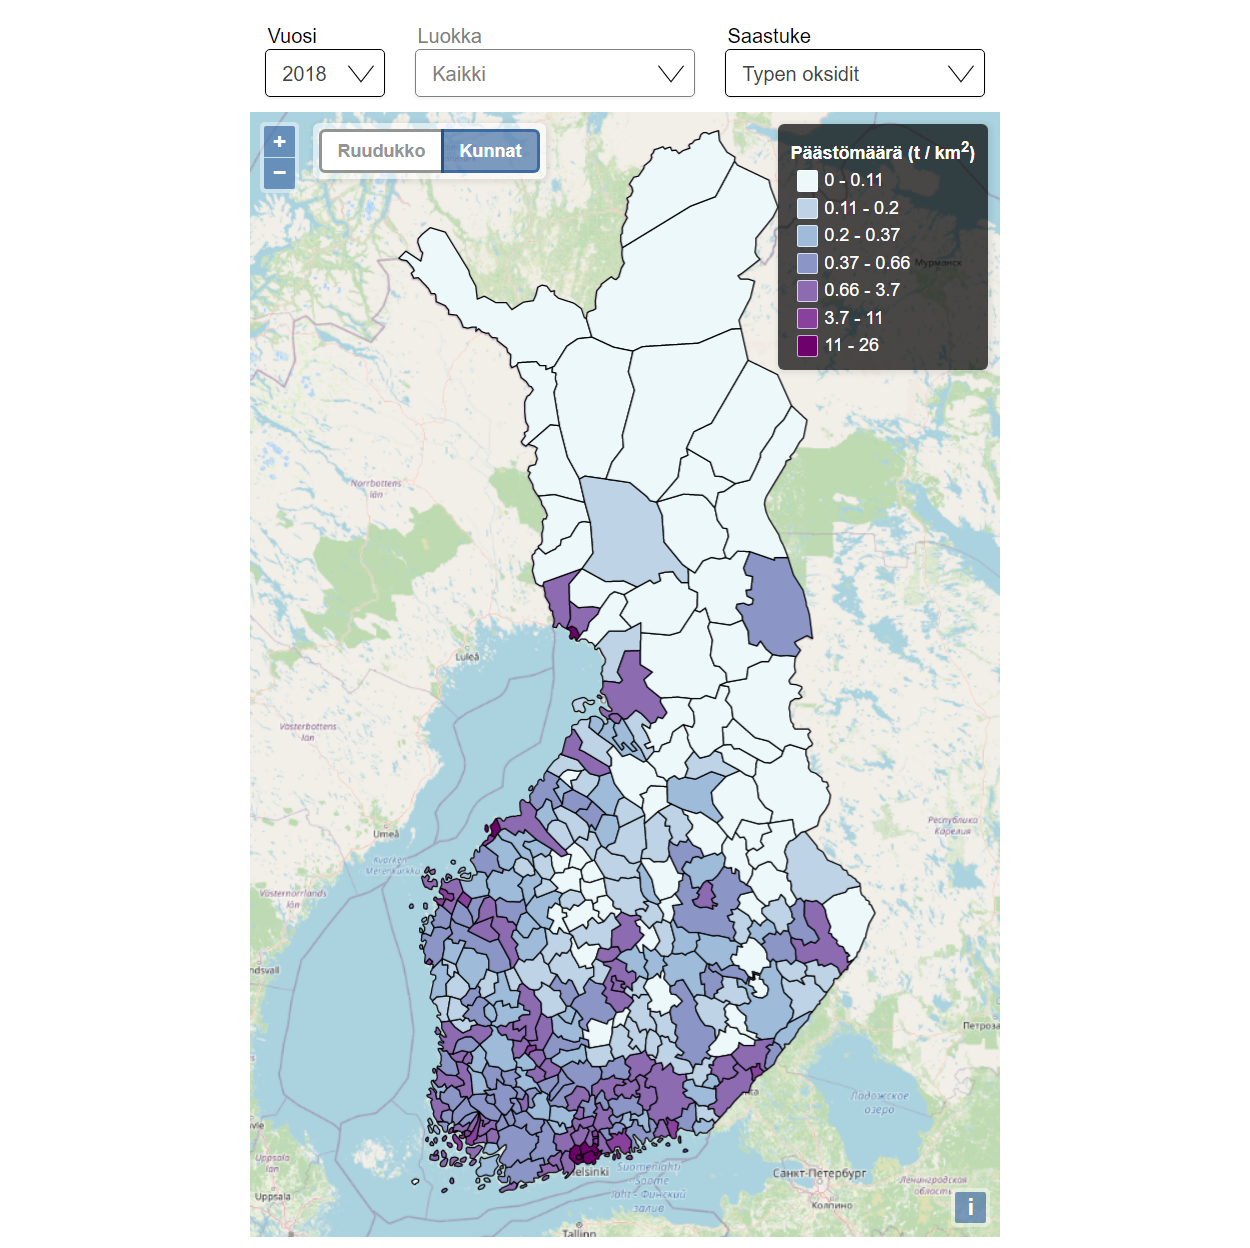 Vuosi
Luokka
Saastuke
2018
Kaikki
Typen oksidit
+
−
Ruudukko
Kunnat
Päästömäärä (t / km²)
0 - 0.11
0.11 - 0.2
0.2 - 0.37
0.37 - 0.66
0.66 - 3.7
3.7 - 11
11 - 26
Мурманск
Norrbottens
län
Luleå
Västerbottens
län
Umeå
Kvarken
Merenkurkku
Västernorrlands
län
Республика
Карелия
ndsvall
Петроза
Ладожское
озеро
vle
Uppsala
län
Uppsala
elsinki
Suomenlahti
Soome
laht - Финский
залив
Санкт-Петербург
Колпино
Ленинградская
область
Tallinn
i